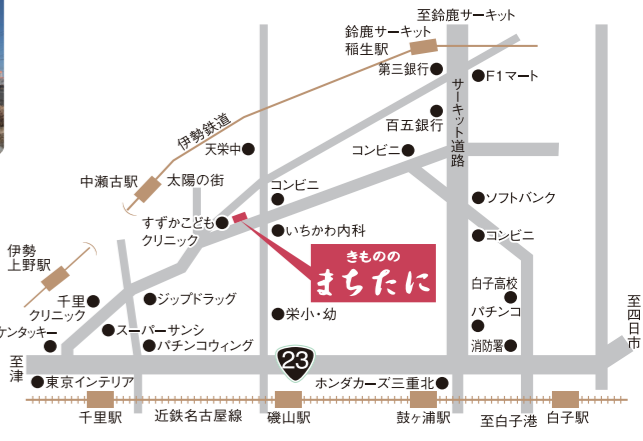 至鈴鹿サーキット
鈴鹿サーキット
稲生駅
第三銀行
F1マート
サーキット道路
百五銀行
伊勢鉄道
天栄中
コンビニ
中瀬古駅
太陽の街
コンビニ
ソフトバンク
すずかこども
クリニック
いちかわ内科
コンビニ
きものの
まちたに
伊勢
上野駅
白子高校
千里
クリニック
ジップドラッグ
栄小・幼
パチンコ
至四日市
ケンタッキー
スーパーサンシ
パチンコウィング
消防署
至津
23
東京インテリア
ホンダカーズ三重北
千里駅
近鉄名古屋線
磯山駅
鼓ヶ浦駅
至白子港
白子駅